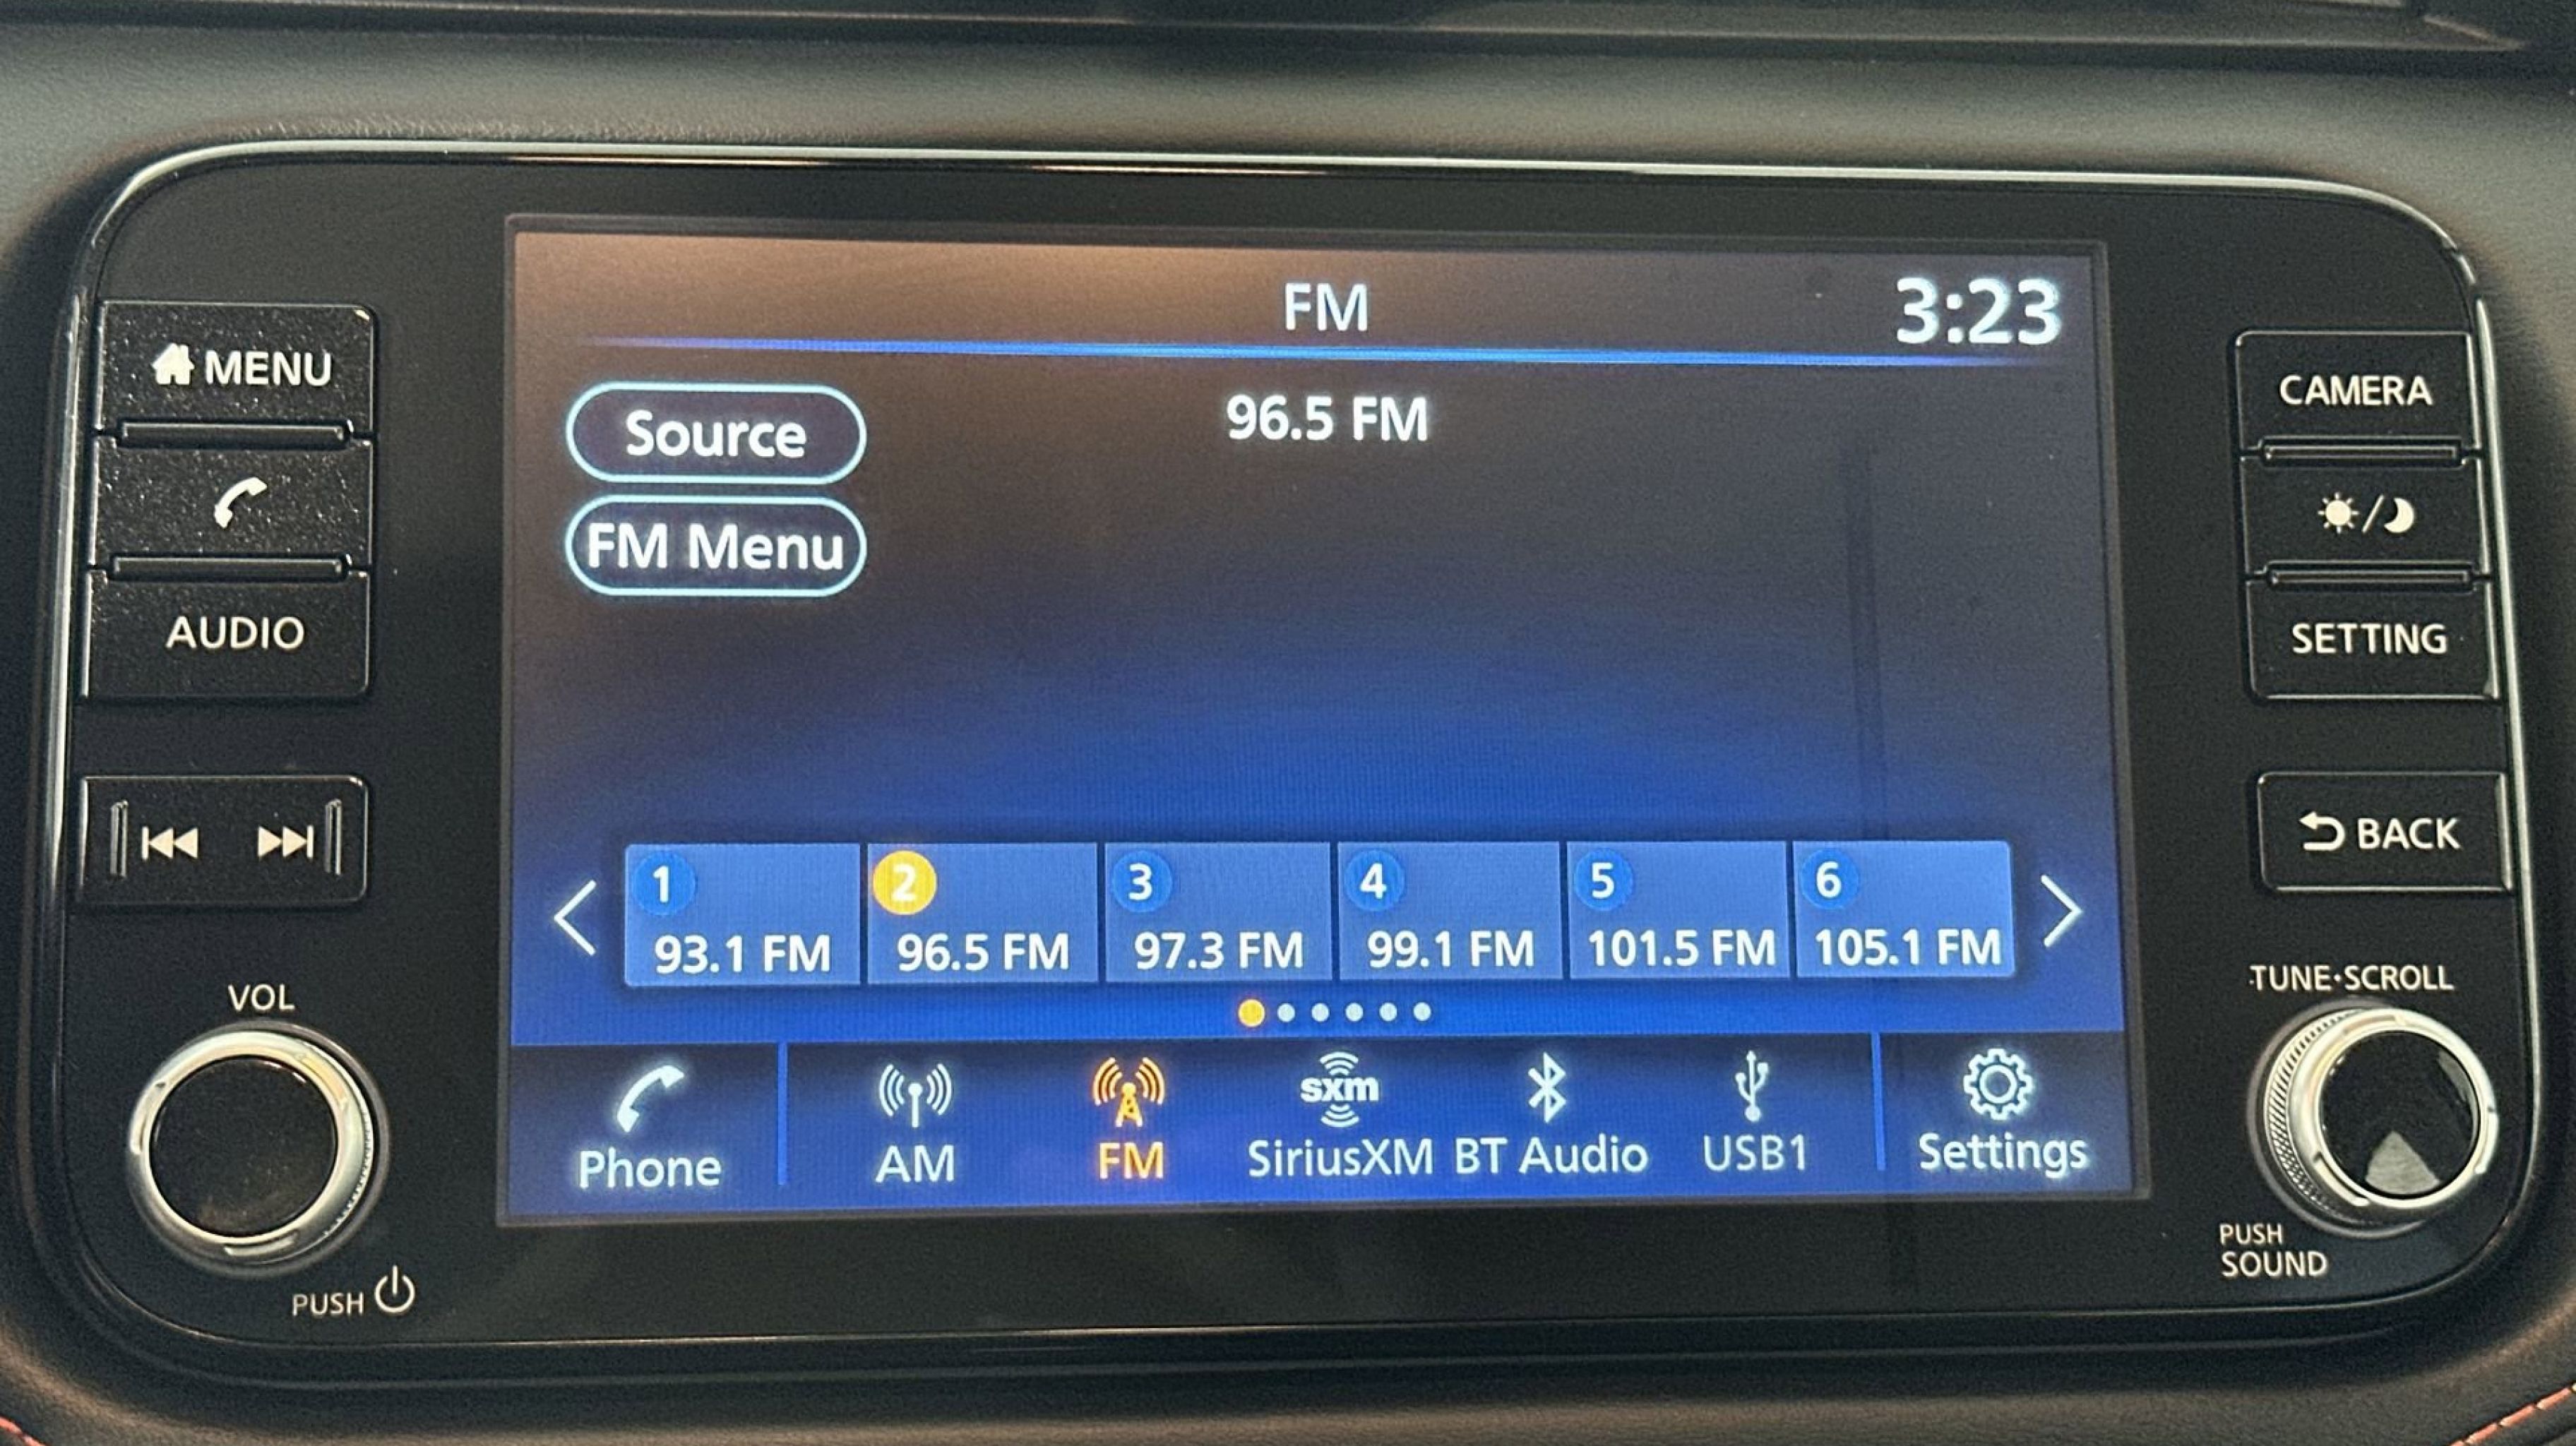 FM
3:23
MENU
CAMERA
Source
96.5 FM
FM Menu
AUDIO
SETTING
BACK
1
2
3
4
5
6
93.1 FM
96.5 FM
97.3 FM
99.1 FM
101.5 FM
105.1 FM
VOL
TUNE•SCROLL
sxm
Phone
AM
FM
SiriusXM
BT Audio
USB1
Settings
PUSH
PUSH
SOUND